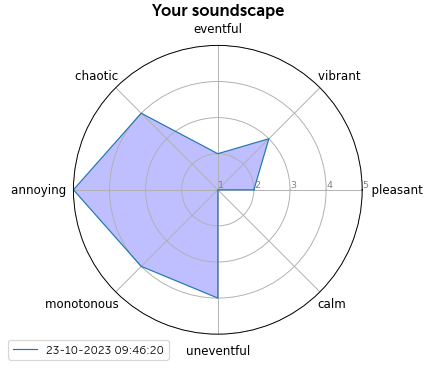 Your soundscape
eventful
chaotic
vibrant
annoying
1
2
3
4
5
pleasant
monotonous
calm
uneventful
23-10-2023 09:46:20